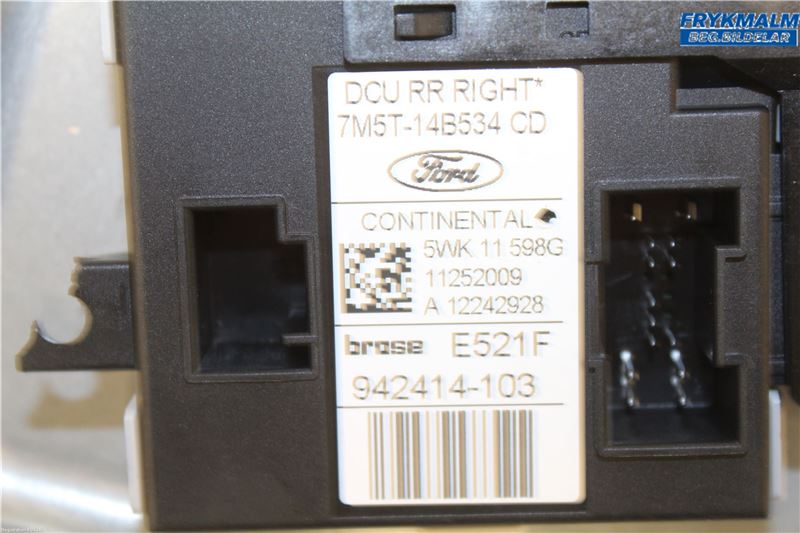 FRYKMALM
BEG.BILDELAR
DCU RR RIGHT*
7M5T-14B534 CD
Ford
CONTINENTAL
5WK 11 598G
11252009
A 12242928
brose E521F
942414-103